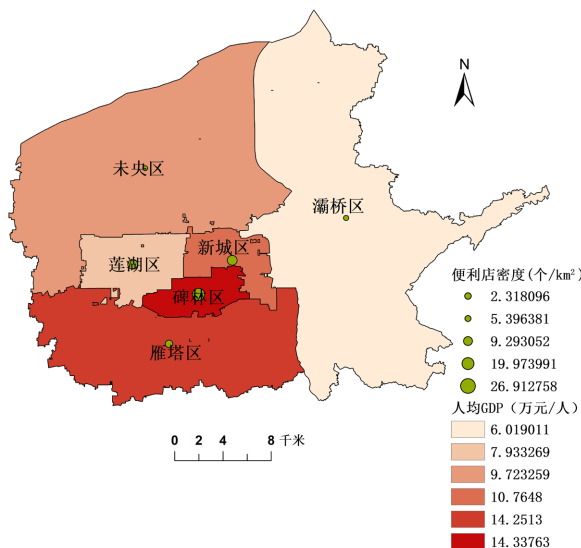 N
未央区
灞桥区
新城区
莲湖区
碑林区
雁塔区
便利店密度(个/km²)
2.318096
5.396381
9.293052
19.973991
26.912758
人均GDP（万元/人）
6.019011
7.933269
9.723259
10.7648
14.2513
14.33763
0 2 4 8 千米